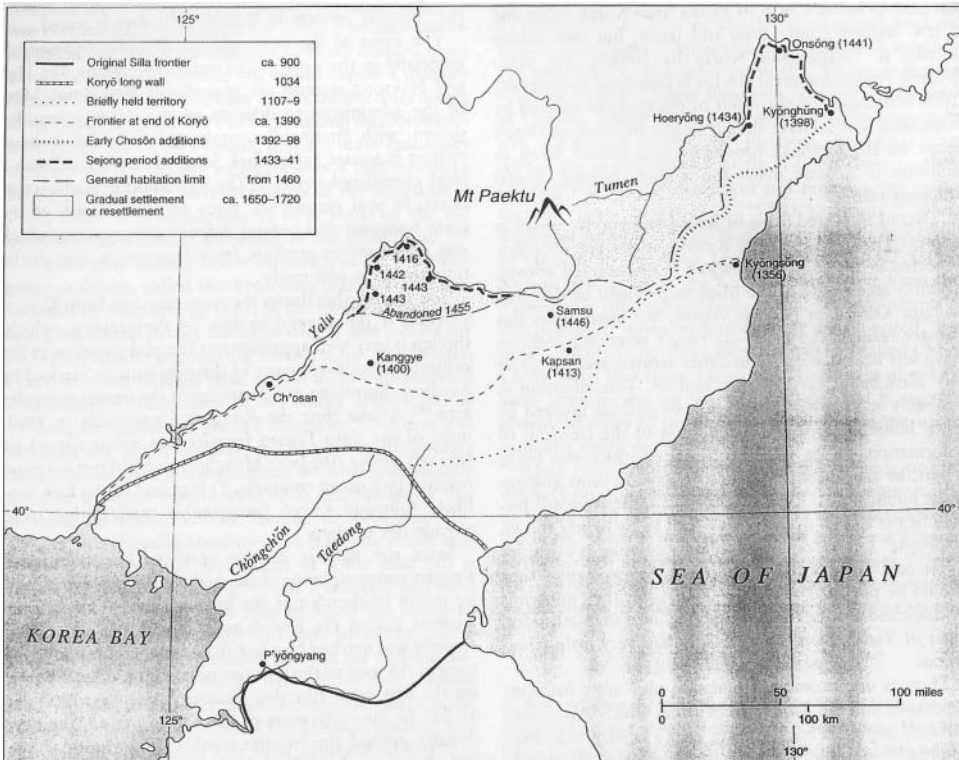 125°
130°
Original Silla frontier ca. 900
Koryŏ long wall 1034
Briefly held territory 1107–9
Frontier at end of Koryŏ ca. 1390
Early Chosŏn additions 1392–98
Sejong period additions 1433–41
General habitation limit from 1460
Gradual settlement ca. 1650–1720
or resettlement
Onsŏng (1441)
Hoeryŏng (1434)
Kyŏnghŭng
(1398)
Tumen
Mt Paektu
1416
1442
1443
1443
Abandoned 1455
Kyŏngsŏng
(1356)
Samsu
(1446)
Yalu
Kanggye
(1400)
Kapsan
(1413)
Ch'osan
40°
40°
Chŏngch'ŏn
Taedong
SEA OF JAPAN
KOREA BAY
P'yŏngyang
0 50 100 miles
0 100 km
125°
130°